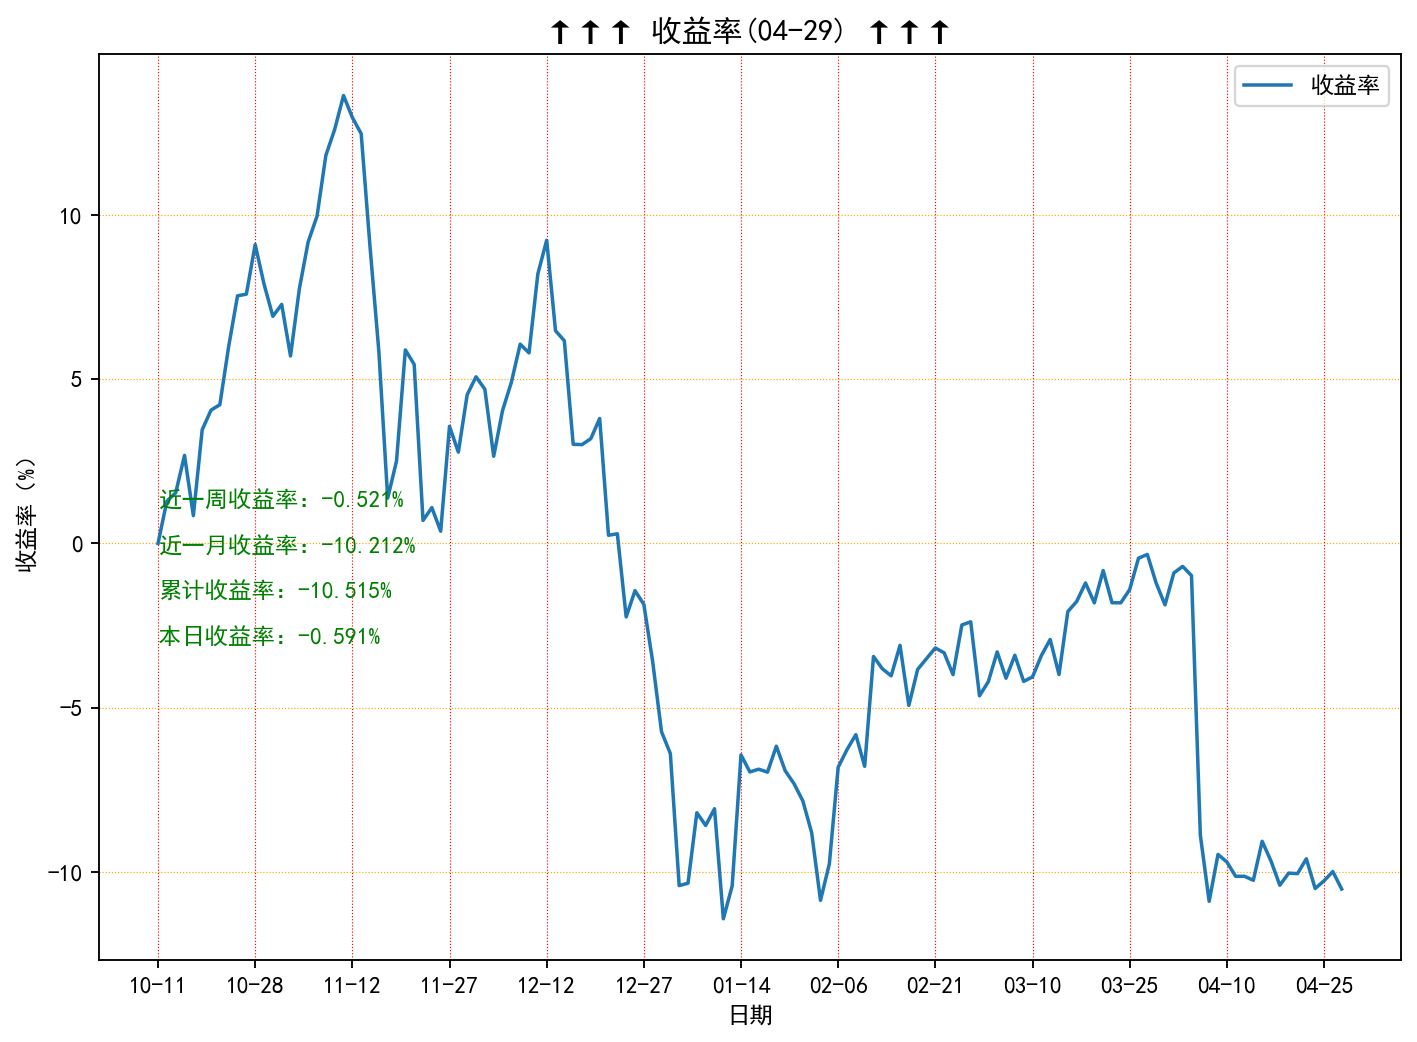 ↑↑↑ 收益率(04-29) ↑↑↑
收益率
10
5
0
-5
-10
收益率 (%)
近一周收益率: -0.521%
近一月收益率: -10.212%
累计收益率: -10.515%
本日收益率: -0.591%
10-11 10-28 11-12 11-27 12-12 12-27 01-14 02-06 02-21 03-10 03-25 04-10 04-25
日期